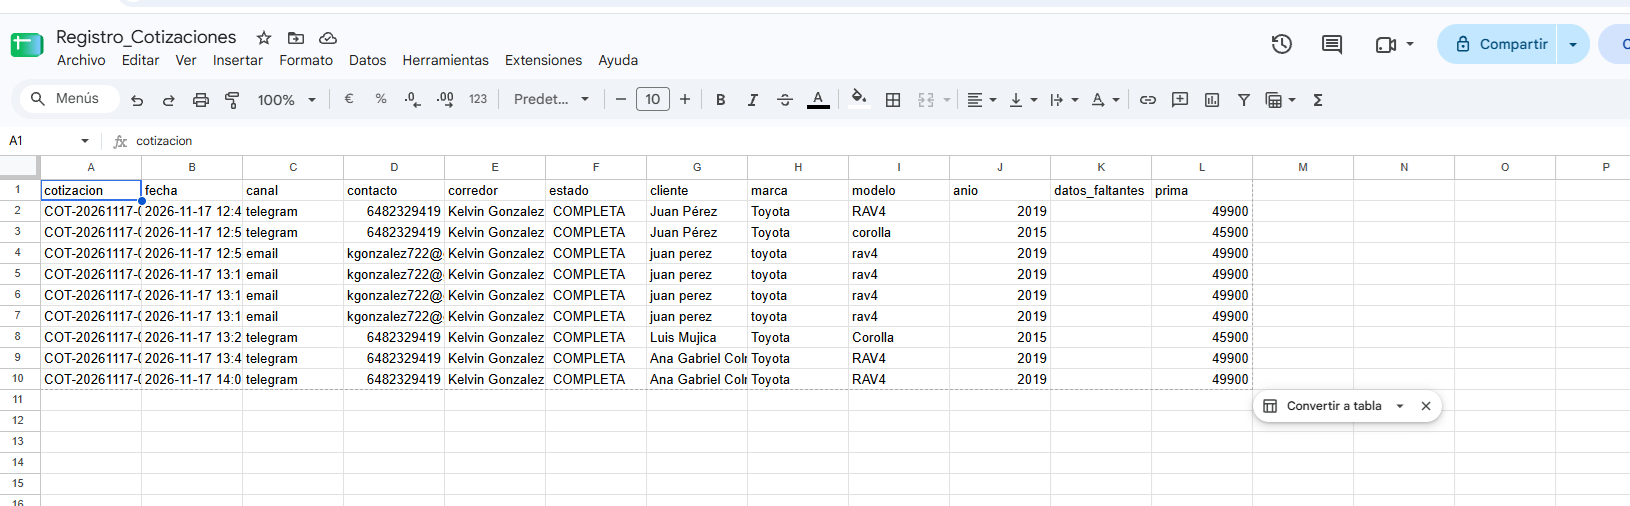 Registro_Cotizaciones
Archivo Editar Ver Insertar Formato Datos Herramientas Extensiones Ayuda
Compartir
Menús 100% € % .0 .00 123 Predet... 10 B I S A
A1 fx cotizacion
A B C D E F G H I J K L M N O P
1 cotizacion fecha canal contacto corredor estado cliente marca modelo anio datos_faltantes prima
2 COT-20261117-0 2026-11-17 12:4 telegram 6482329419 Kelvin Gonzalez COMPLETA Juan Pérez Toyota RAV4 2019 49900
3 COT-20261117-0 2026-11-17 12:5 telegram 6482329419 Kelvin Gonzalez COMPLETA Juan Pérez Toyota corolla 2015 45900
4 COT-20261117-0 2026-11-17 12:5 email kgonzalez722@ Kelvin Gonzalez COMPLETA juan perez toyota rav4 2019 49900
5 COT-20261117-0 2026-11-17 13:1 email kgonzalez722@ Kelvin Gonzalez COMPLETA juan perez toyota rav4 2019 49900
6 COT-20261117-0 2026-11-17 13:1 email kgonzalez722@ Kelvin Gonzalez COMPLETA juan perez toyota rav4 2019 49900
7 COT-20261117-0 2026-11-17 13:1 email kgonzalez722@ Kelvin Gonzalez COMPLETA juan perez toyota rav4 2019 49900
8 COT-20261117-0 2026-11-17 13:2 telegram 6482329419 Kelvin Gonzalez COMPLETA Luis Mujica Toyota Corolla 2015 45900
9 COT-20261117-0 2026-11-17 13:4 telegram 6482329419 Kelvin Gonzalez COMPLETA Ana Gabriel Toyota RAV4 2019 49900
10 COT-20261117-0 2026-11-17 14:0 telegram 6482329419 Kelvin Gonzalez COMPLETA Ana Gabriel Toyota RAV4 2019 49900
11 Convertir a tabla
12
13
14
15
16